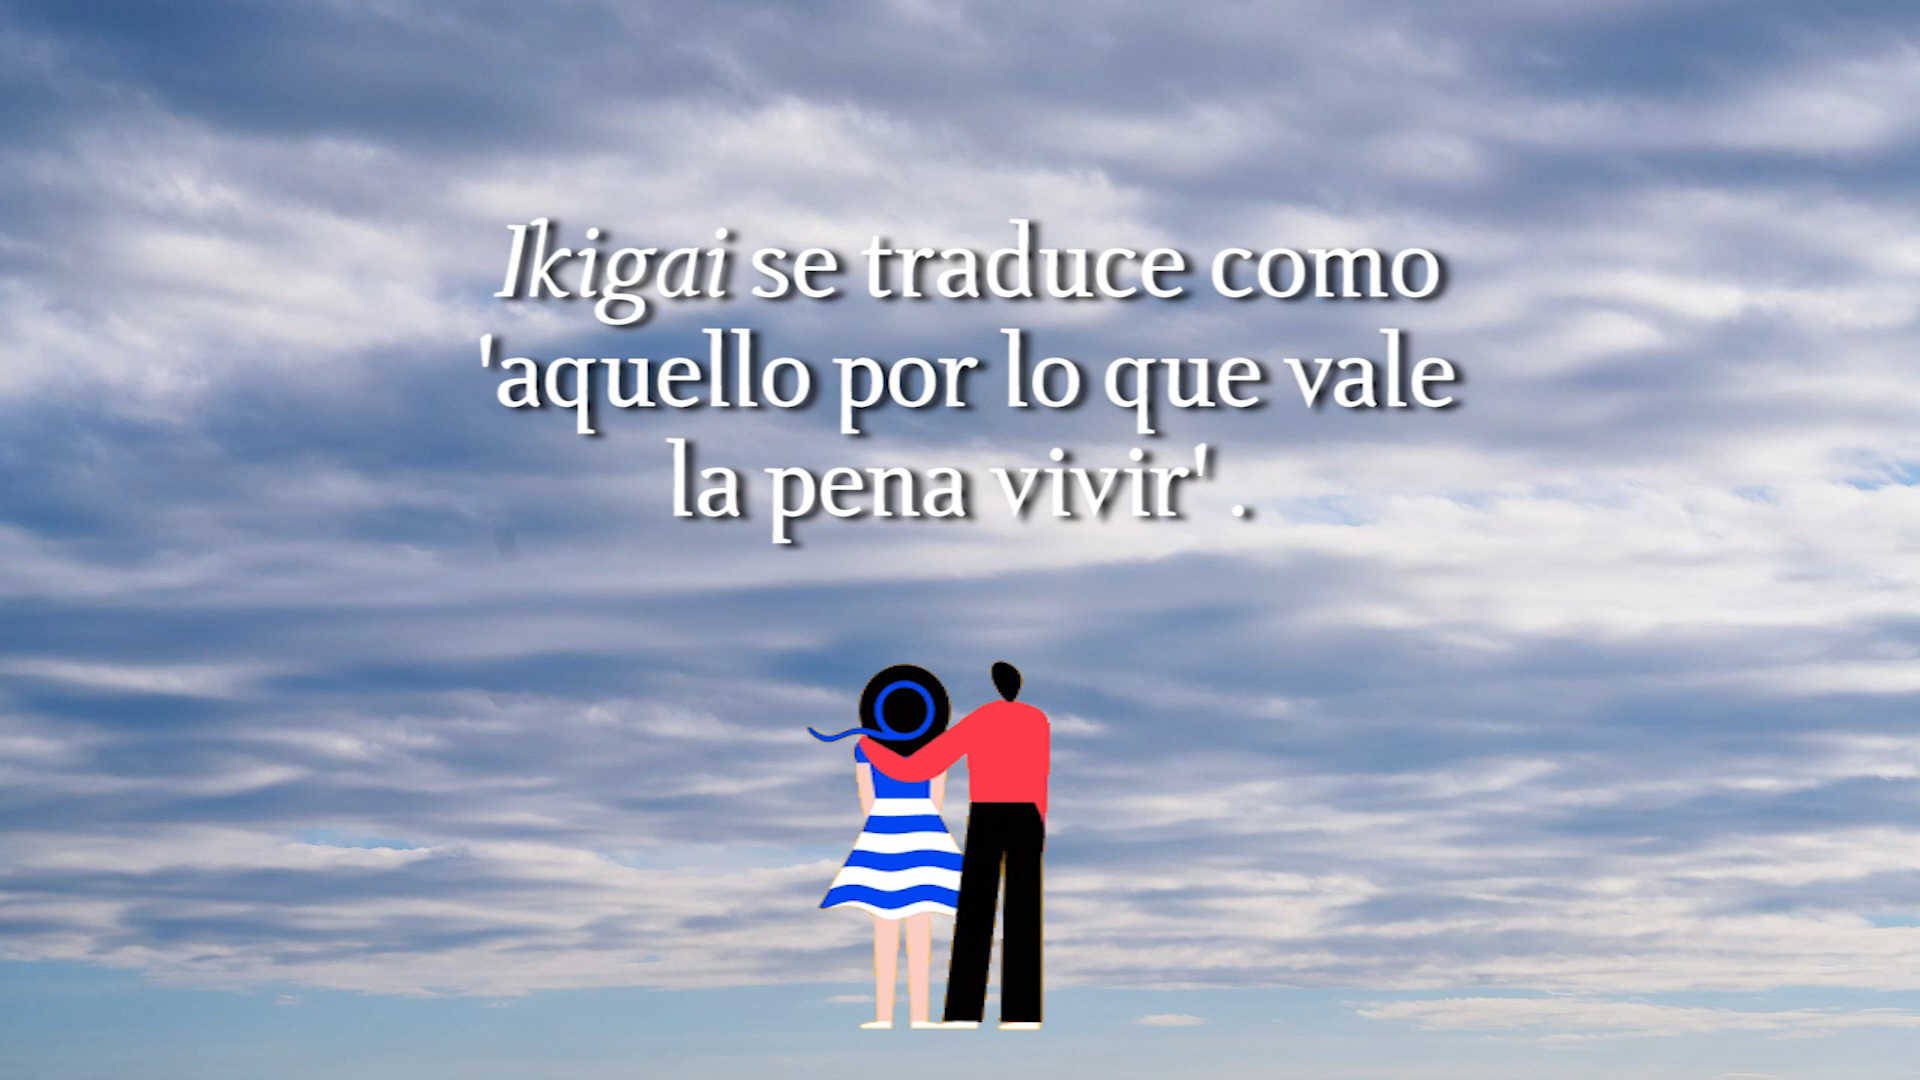 Ikigai se traduce como
'aquello por lo que vale
la pena vivir' .